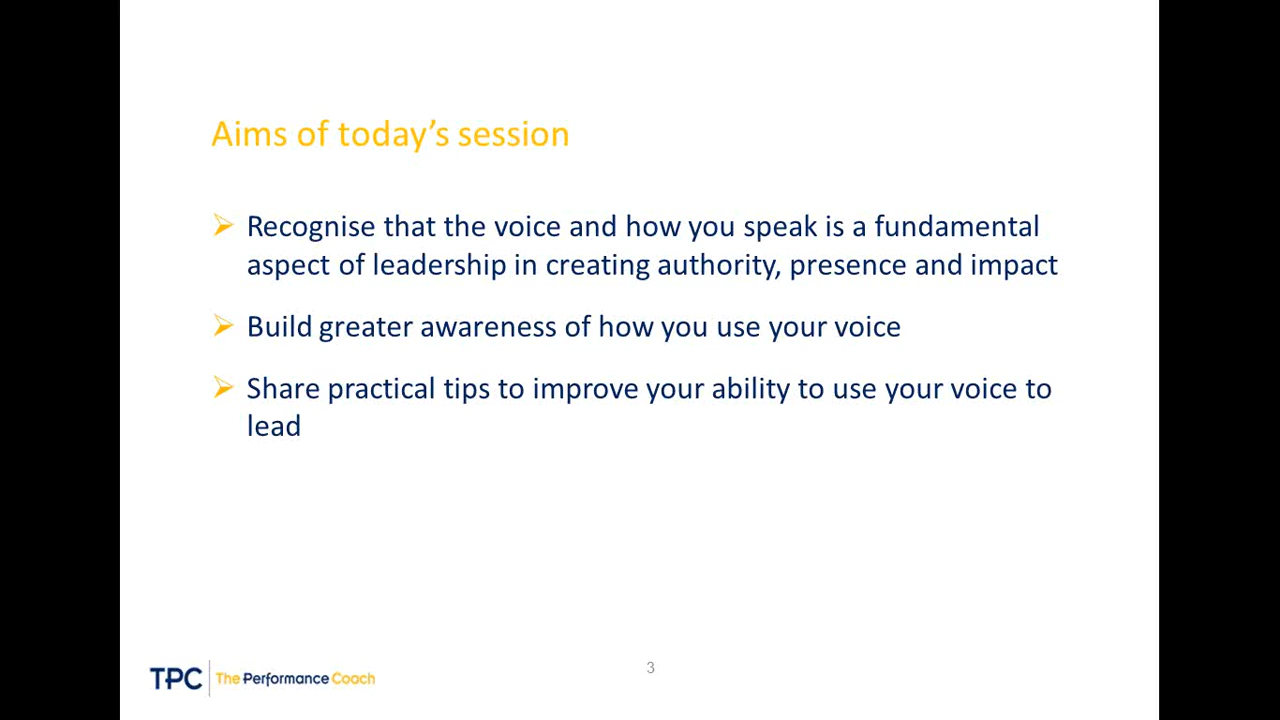 Aims of today’s session
➢ Recognise that the voice and how you speak is a fundamental
aspect of leadership in creating authority, presence and impact
➢ Build greater awareness of how you use your voice
➢ Share practical tips to improve your ability to use your voice to
lead
TPC The Performance Coach
3